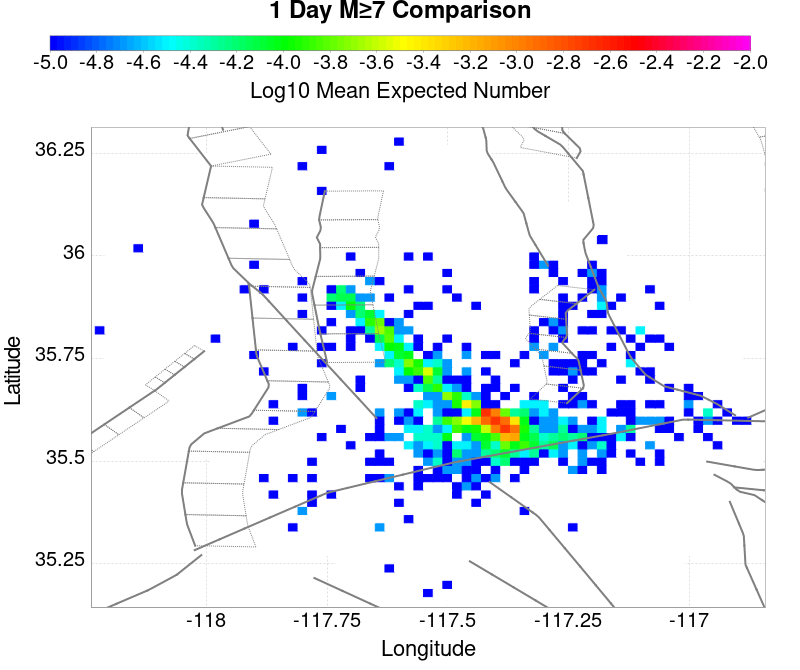 1 Day M≥7 Comparison
-5.0 -4.8 -4.6 -4.4 -4.2 -4.0 -3.8 -3.6 -3.4 -3.2 -3.0 -2.8 -2.6 -2.4 -2.2 -2.0
Log10 Mean Expected Number
36.25
36
35.75
35.5
35.25
Latitude
-118 -117.75 -117.5 -117.25 -117
Longitude